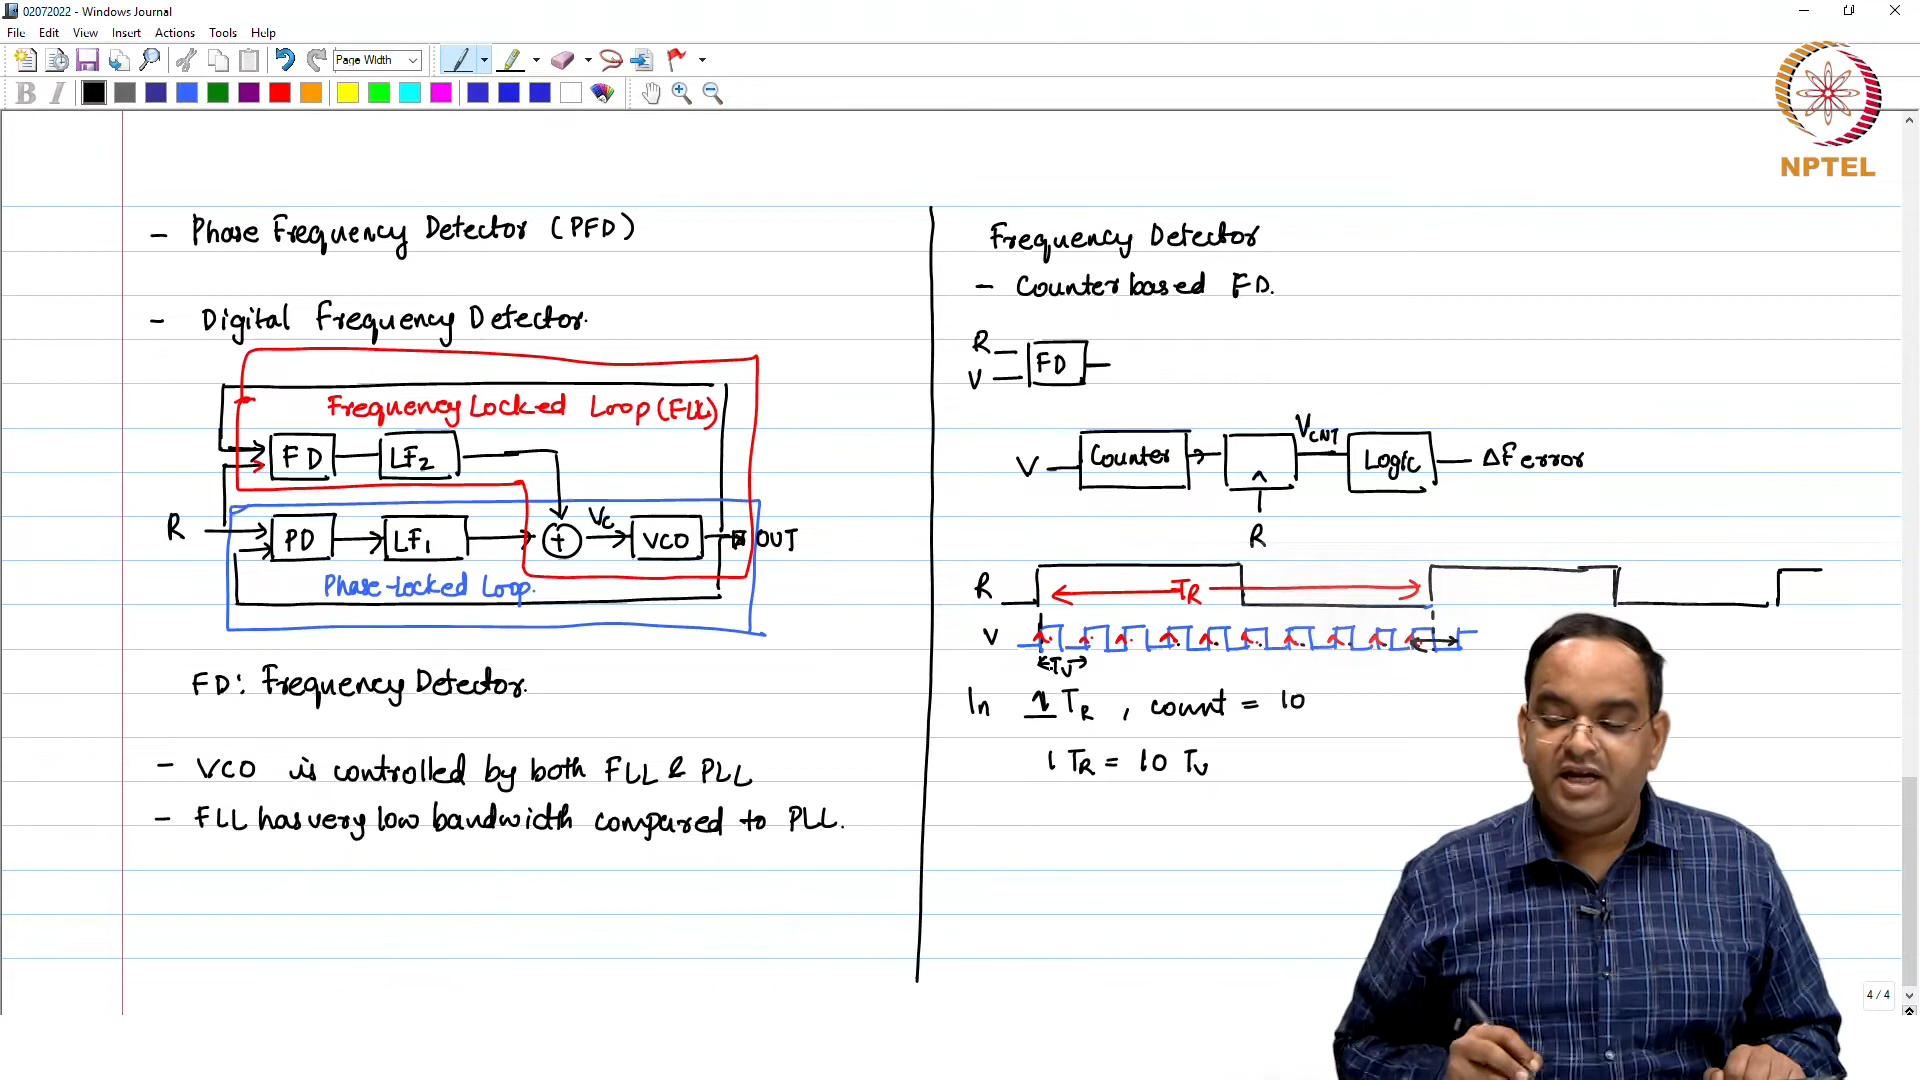 02072022 - Windows Journal
File Edit View Insert Actions Tools Help
Page Width
B I
NPTEL
- Phase Frequency Detector (PFD)
- Digital Frequency Detector.
Frequency Locked Loop (FLL)
FD LF2
R PD LF1 + Vc VCO OUT
Phase-locked Loop.
FD: Frequency Detector.
- VCO is controlled by both FLL & PLL
- FLL has very low bandwidth compared to PLL.
Frequency Detector
- Counter based FD.
R
V FD
V Counter VCNT Logic ΔFerror
R
R TR
V
TV
In 1 TR, count = 10
1 TR = 10 Tv
4 / 4